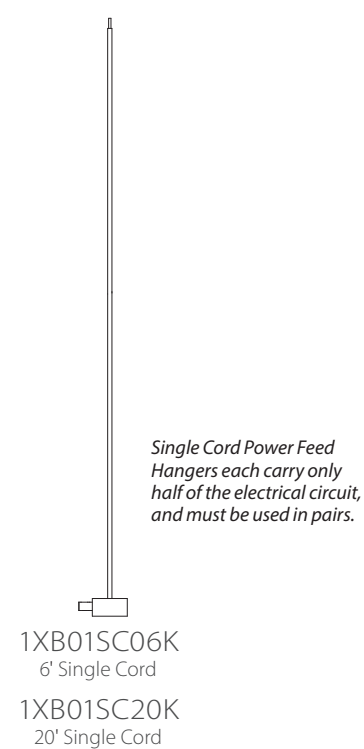 Single Cord Power Feed
Hangers each carry only
half of the electrical circuit,
and must be used in pairs.
1XB01SC06K
6' Single Cord
1XB01SC20K
20' Single Cord